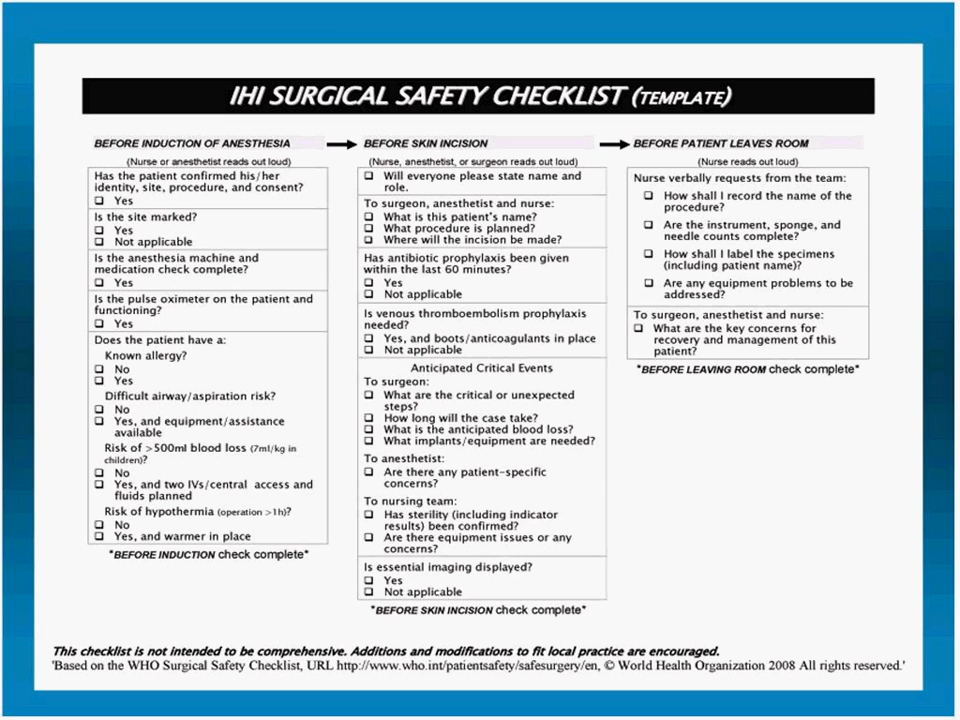 IHI SURGICAL SAFETY CHECKLIST (TEMPLATE)
BEFORE INDUCTION OF ANESTHESIA
(Nurse or anesthetist reads out loud)
Has the patient confirmed his/her
identity, site, procedure, and consent?
❑ Yes
Is the site marked?
❑ Yes
❑ Not applicable
Is the anesthesia machine and
medication check complete?
❑ Yes
Is the pulse oximeter on the patient and
functioning?
❑ Yes
Does the patient have a:
Known allergy?
❑ No
❑ Yes
Difficult airway/aspiration risk?
❑ No
❑ Yes, and equipment/assistance
available
Risk of >500ml blood loss (7ml/kg in
children)?
❑ No
❑ Yes, and two IVs/central access and
fluids planned
Risk of hypothermia (operation >1h)?
❑ No
❑ Yes, and warmer in place
*BEFORE INDUCTION check complete*
BEFORE SKIN INCISION
(Nurse, anesthetist, or surgeon reads out loud)
❑ Will everyone please state name and
role.
To surgeon, anesthetist and nurse:
❑ What is this patient's name?
❑ What procedure is planned?
❑ Where will the incision be made?
Has antibiotic prophylaxis been given
within the last 60 minutes?
❑ Yes
❑ Not applicable
Is venous thromboembolism prophylaxis
needed?
❑ Yes, and boots/anticoagulants in place
❑ Not applicable
Anticipated Critical Events
To surgeon:
❑ What are the critical or unexpected
steps?
❑ How long will the case take?
❑ What is the anticipated blood loss?
❑ What implants/equipment are needed?
To anesthetist:
❑ Are there any patient-specific
concerns?
To nursing team:
❑ Has sterility (including indicator
results) been confirmed?
❑ Are there equipment issues or any
concerns?
Is essential imaging displayed?
❑ Yes
❑ Not applicable
*BEFORE SKIN INCISION check complete*
BEFORE PATIENT LEAVES ROOM
(Nurse reads out loud)
Nurse verbally requests from the team:
❑ How shall I record the name of the
procedure?
❑ Are the instrument, sponge, and
needle counts complete?
❑ How shall I label the specimens
(including patient name)?
❑ Are any equipment problems to be
addressed?
To surgeon, anesthetist and nurse:
❑ What are the key concerns for
recovery and management of this
patient?
*BEFORE LEAVING ROOM check complete*
This checklist is not intended to be comprehensive. Additions and modifications to fit local practice are encouraged.
'Based on the WHO Surgical Safety Checklist, URL http://www.who.int/patientsafety/safesurgery/en, © World Health Organization 2008 All rights reserved.'